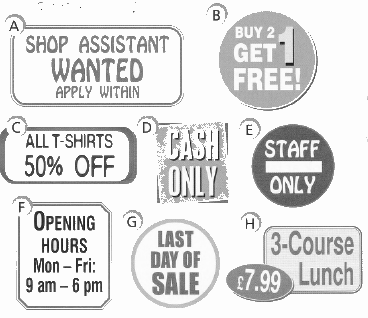 A
SHOP ASSISTANT
WANTED
APPLY WITHIN
B
BUY 2
GET 1
FREE!
C
ALL T-SHIRTS
50% OFF
D
CASH
ONLY
E
STAFF
ONLY
F
OPENING
HOURS
Mon – Fri:
9 am – 6 pm
G
LAST
DAY OF
SALE
H
3-Course
Lunch
£7.99